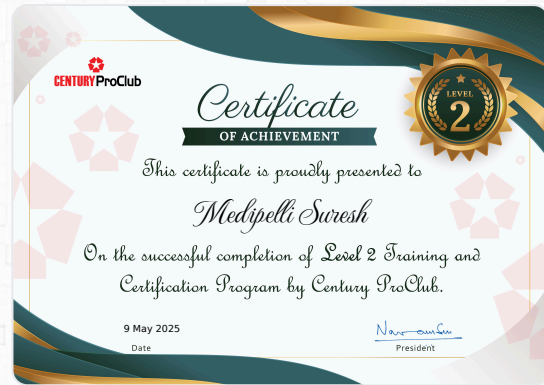 CENTURY ProClub
LEVEL
2
Certificate
OF ACHIEVEMENT
This certificate is proudly presented to
Medipelli Suresh
On the successful completion of Level 2 Training and
Certification Program by Century ProClub.
9 May 2025
Date
President